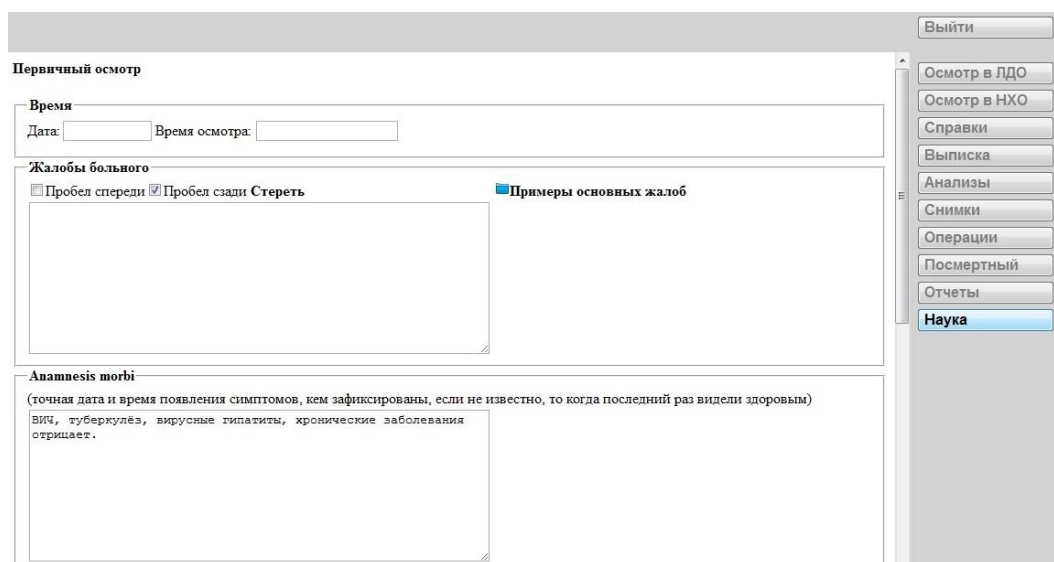 Выйти
Первичный осмотр
Осмотр в ЛДО
Осмотр в НХО
Справки
Выписка
Анализы
Снимки
Операции
Посмертный
Отчеты
Наука
Время
Дата: Время осмотра:
Жалобы больного
Пробел спереди Пробел сзади Стереть Примеры основных жалоб
Anamnesis morbi
(точная дата и время появления симптомов, кем зафиксированы, если не известно, то когда последний раз видели здоровым)
ВИЧ, туберкулёз, вирусные гипатиты, хронические заболевания
отрицает.